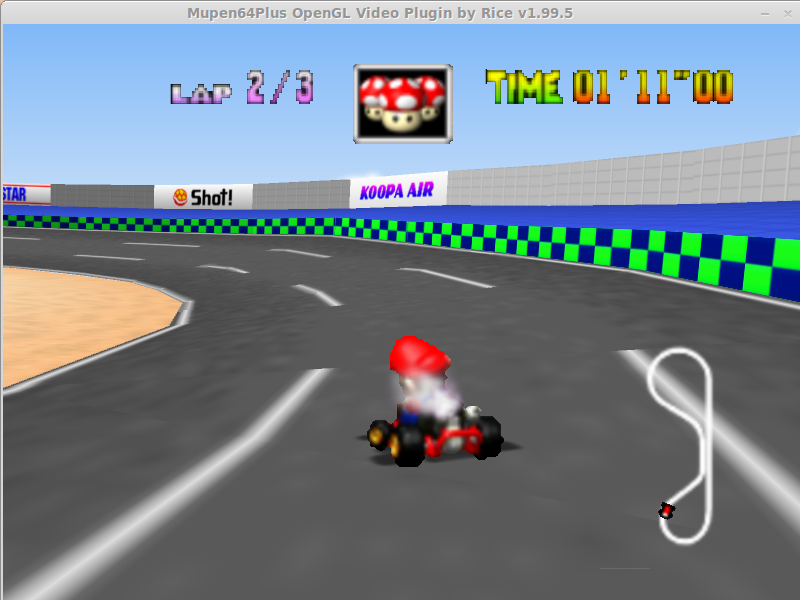 Mupen64Plus OpenGL Video Plugin by Rice v1.99.5
LAP 2/3
TIME 01'11"00
STAR
Shot!
KOOPA AIR